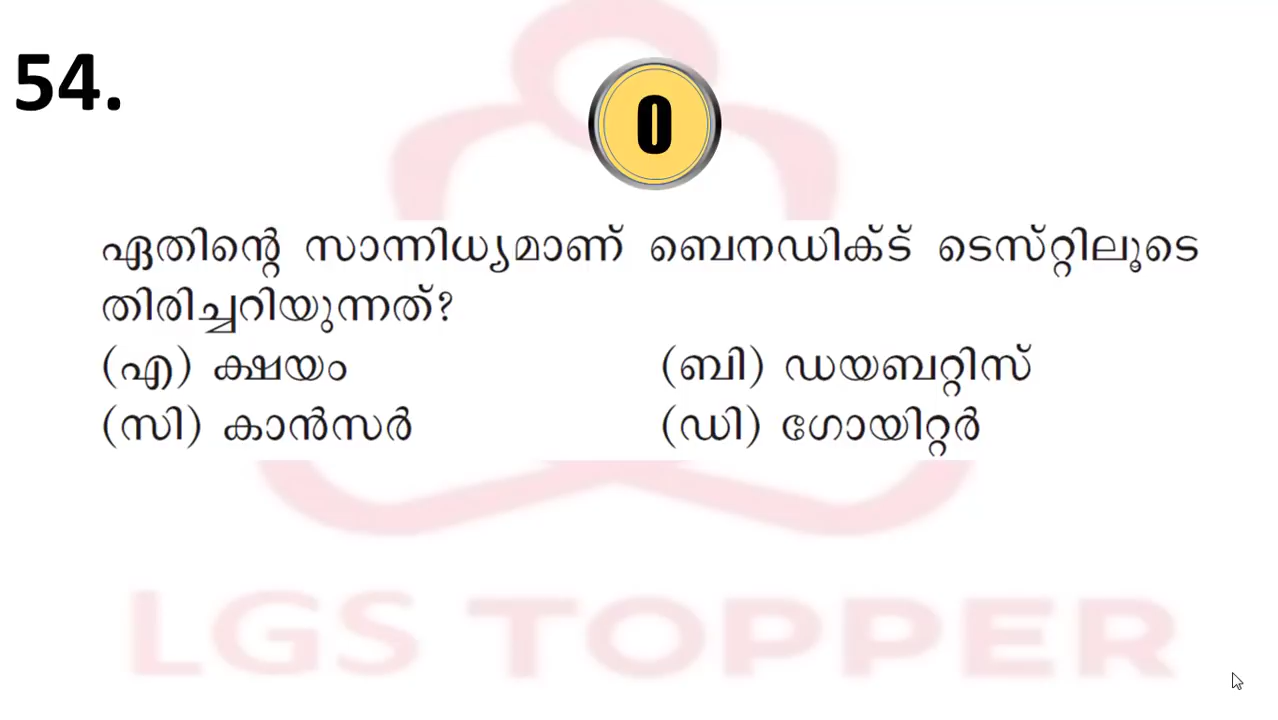 54.
0
ഏതിന്റെ സാന്നിധ്യമാണ് ബെനഡിക്ട് ടെസ്റ്റിലൂടെ
തിരിച്ചറിയുന്നത്?
(എ) ക്ഷയം (ബി) ഡയബറ്റിസ്
(സി) കാൻസർ (ഡി) ഗോയിറ്റർ
LGS TOPPER